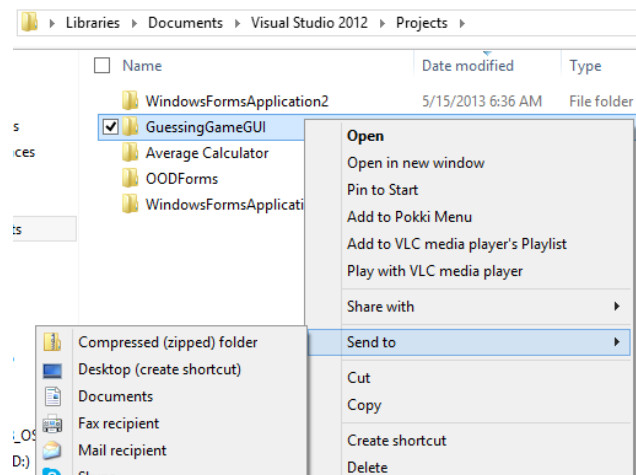 Libraries ▸ Documents ▸ Visual Studio 2012 ▸ Projects ▸
Name Date modified Type
WindowsFormsApplication2 5/15/2013 6:36 AM File folder
GuessingGameGUI
Average Calculator
OODForms
WindowsFormsApplicati
s
ces
ts
Open
Open in new window
Pin to Start
Add to Pokki Menu
Add to VLC media player's Playlist
Play with VLC media player
Share with
Send to
Cut
Copy
Create shortcut
Delete
Compressed (zipped) folder
Desktop (create shortcut)
Documents
Fax recipient
Mail recipient
_OS
D:)